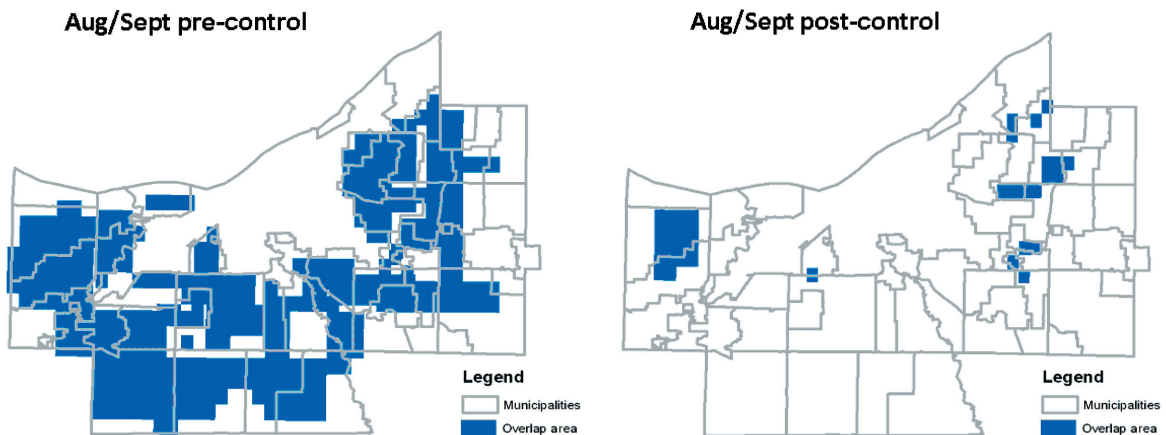 Aug/Sept pre-control
Legend
Municipalities
Overlap area
Aug/Sept post-control
Legend
Municipalities
Overlap area